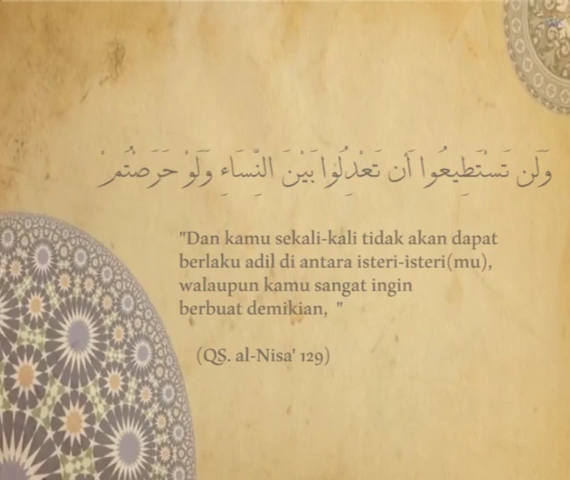 وَلَن تَسْتَطِيعُوا أَن تَعْدِلُوا بَيْنَ النِّسَاءِ وَلَوْ حَرَصْتُمْ
"Dan kamu sekali-kali tidak akan dapat
berlaku adil di antara isteri-isteri(mu),
walaupun kamu sangat ingin
berbuat demikian,  "
(QS. al-Nisa' 129)